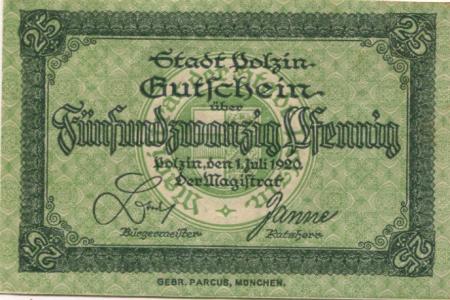 25 25
Stadt Polzin
Gutschein
über
Fünfundzwanzig Pfennig
Polzin, den 1. Juli 1920
Der Magistrat
Janne
Bürgermeister Ratsherr
25 25
GEBR. PARCUS, MÜNCHEN.